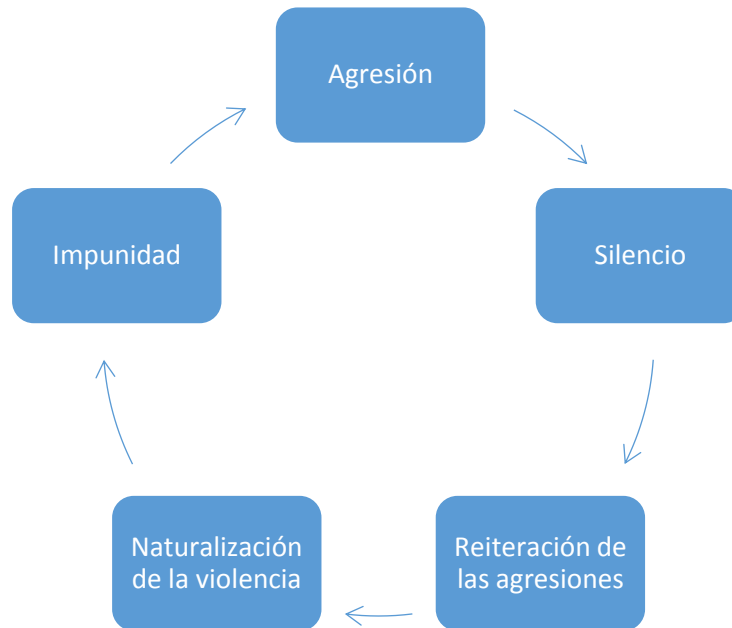 Agresión
Silencio
Reiteración de
las agresiones
Naturalización
de la violencia
Impunidad